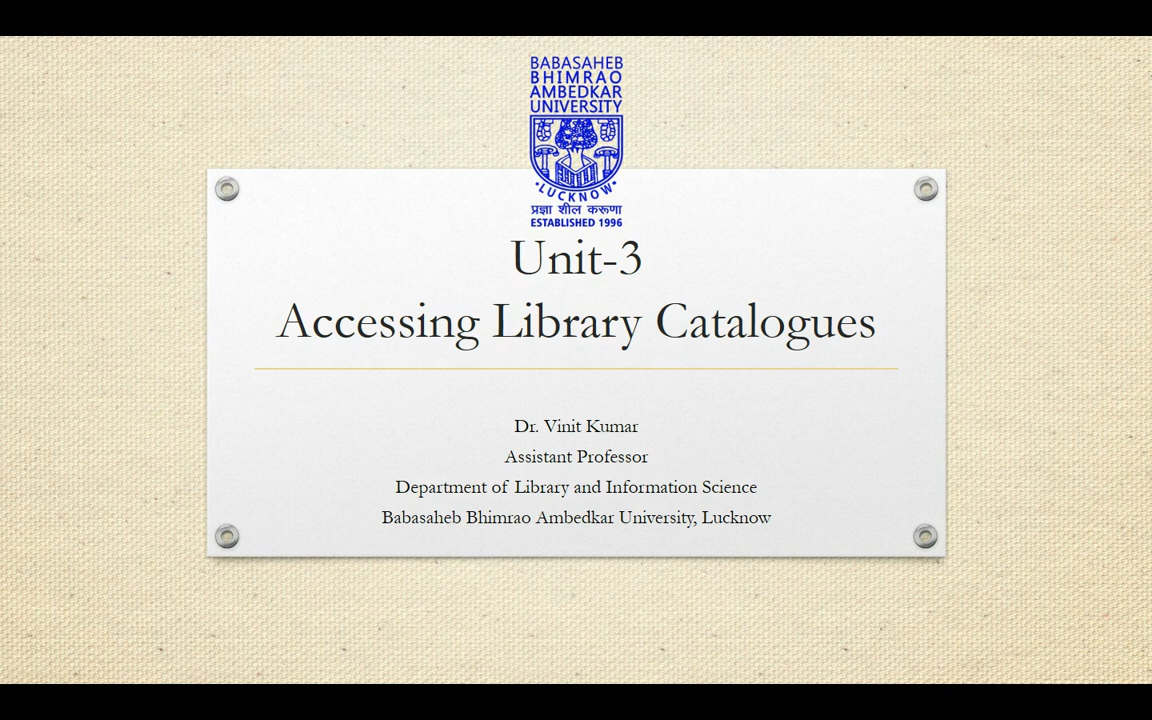 BABASAHEB
BHIMRAO
AMBEDKAR
UNIVERSITY
LUCKNOW
प्रज्ञा शील करूणा
ESTABLISHED 1996
Unit-3
Accessing Library Catalogues
Dr. Vinit Kumar
Assistant Professor
Department of Library and Information Science
Babasaheb Bhimrao Ambedkar University, Lucknow